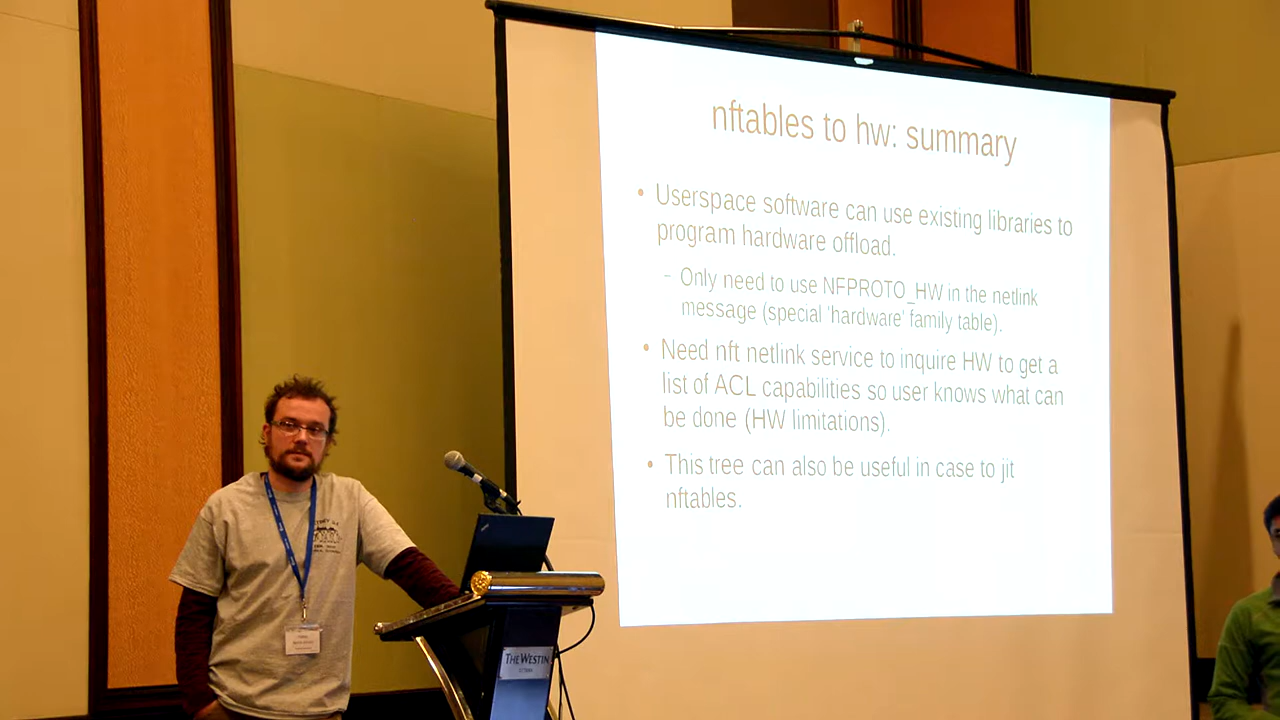 nftables to hw: summary
• Userspace software can use existing libraries to
program hardware offload.
– Only need to use NFPROTO_HW in the netlink
message (special 'hardware' family table).
• Need nft netlink service to inquire HW to get a
list of ACL capabilities so user knows what can
be done (HW limitations).
• This tree can also be useful in case to jit
nftables.
THE WESTIN